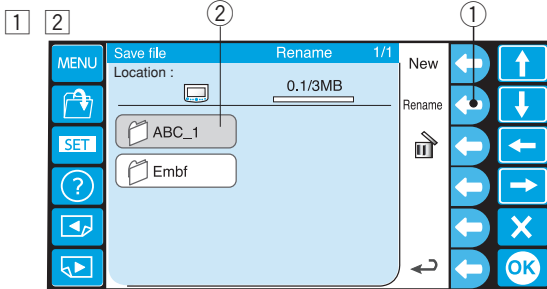 1 2
2
1
MENU
Save file Rename 1/1
New
Location :
0.1/3MB
Rename
ABC_1
SET
Embf
?
OK